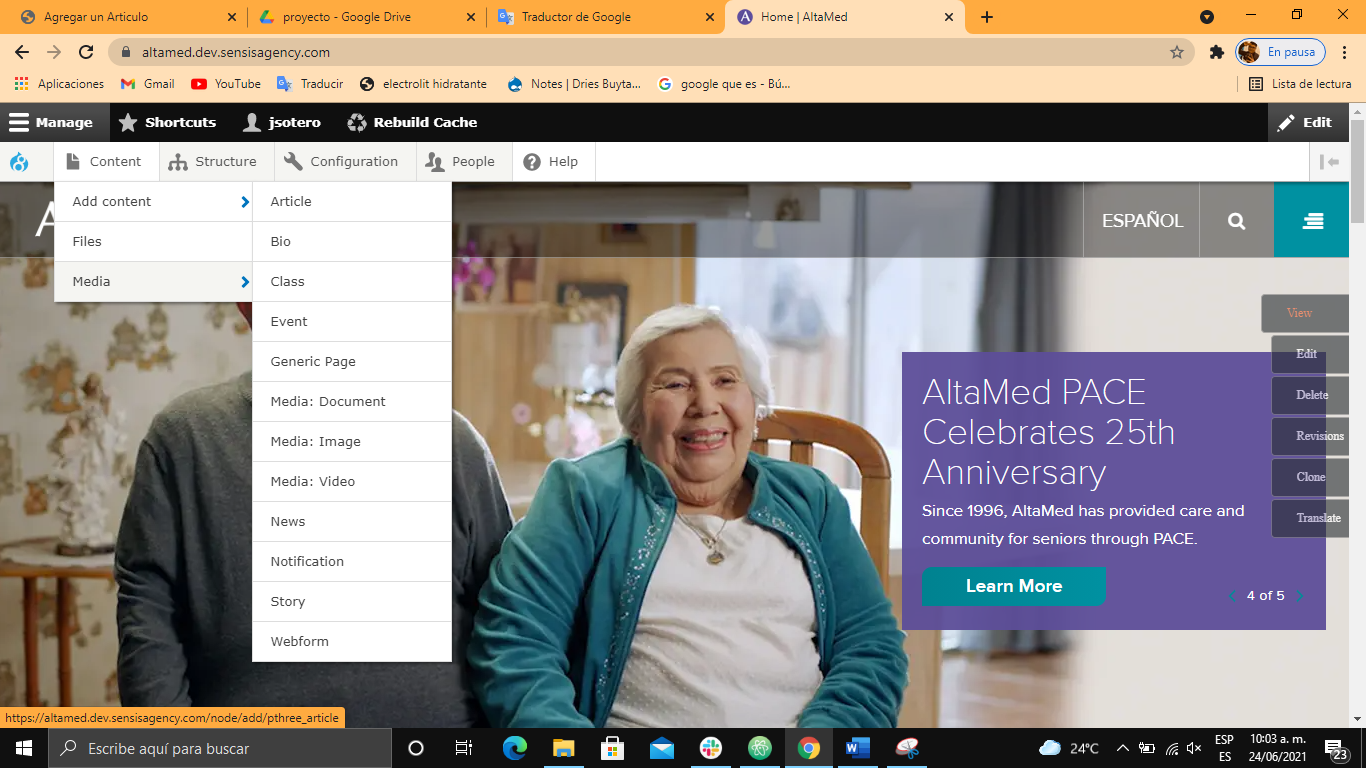 Agregar un Articulo
proyecto - Google Drive
Traductor de Google
Home | AltaMed
altamed.dev.sensisagency.com
En pausa
Aplicaciones
Gmail
YouTube
Traducir
electrolit hidratante
Notes | Dries Buyta...
google que es - Bú...
Lista de lectura
Manage
Shortcuts
jsotero
Rebuild Cache
Edit
Content
Structure
Configuration
People
Help
Add content
Files
Media
Article
Bio
Class
Event
Generic Page
Media: Document
Media: Image
Media: Video
News
Notification
Story
Webform
A
ESPAÑOL
View
Edit
Delete
Revisions
Clone
Translate
AltaMed PACE
Celebrates 25th
Anniversary
Since 1996, AltaMed has provided care and
community for seniors through PACE.
Learn More
4 of 5
https://altamed.dev.sensisagency.com/node/add/pthree_article
Escribe aquí para buscar
24°C
ESP
ES
10:03 a. m.
24/06/2021
23